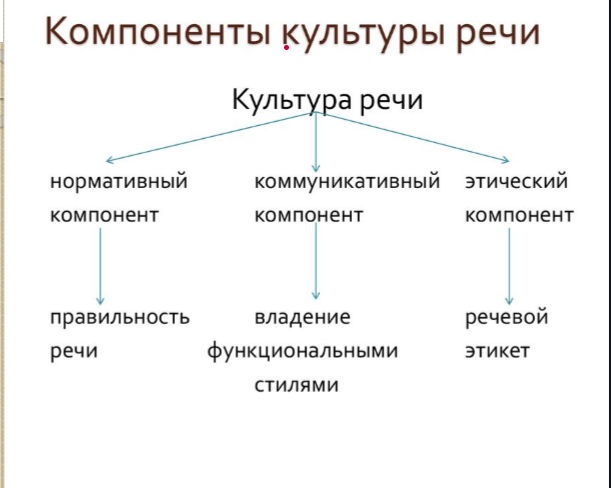 Компоненты культуры речи
Культура речи
нормативный
компонент
коммуникативный
компонент
этический
компонент
правильность
речи
владение
функциональными
стилями
речевой
этикет